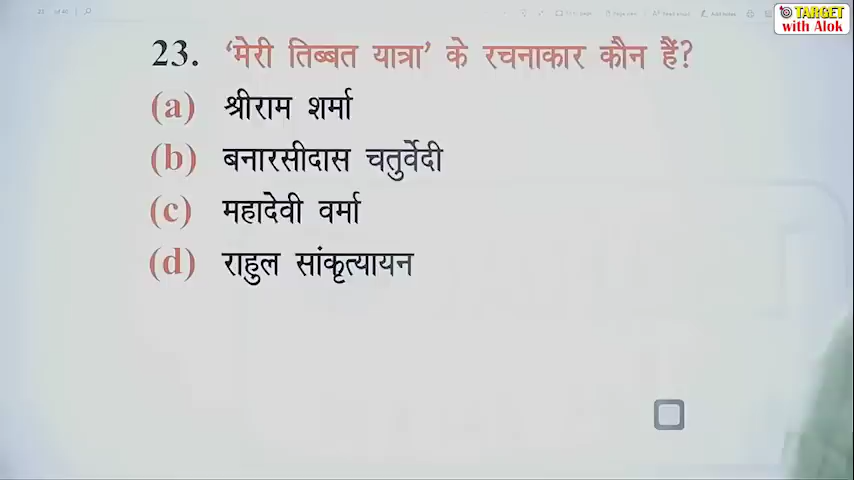 TARGET
with Alok
23. 'मेरी तिब्बत यात्रा' के रचनाकार कौन हैं?
(a) श्रीराम शर्मा
(b) बनारसीदास चतुर्वेदी
(c) महादेवी वर्मा
(d) राहुल सांकृत्यायन